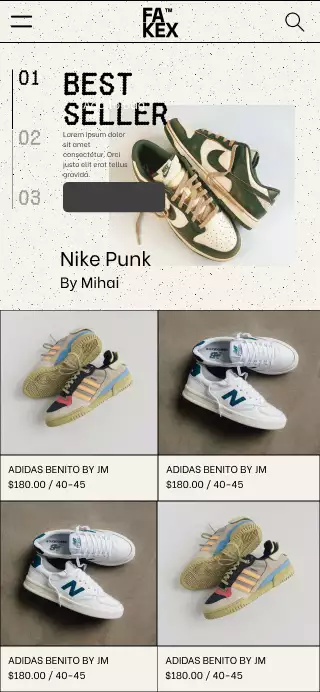 FA™
KEX
01
BEST
SELLER
02
Lorem ipsum dolor
sit amet
consectetur. Orci
justo elit erat tellus
gravida.
03
Nike Punk
By Mihai
ADIDAS BENITO BY JM
$180.00 / 40-45
ADIDAS BENITO BY JM
$180.00 / 40-45
ADIDAS BENITO BY JM
$180.00 / 40-45
ADIDAS BENITO BY JM
$180.00 / 40-45